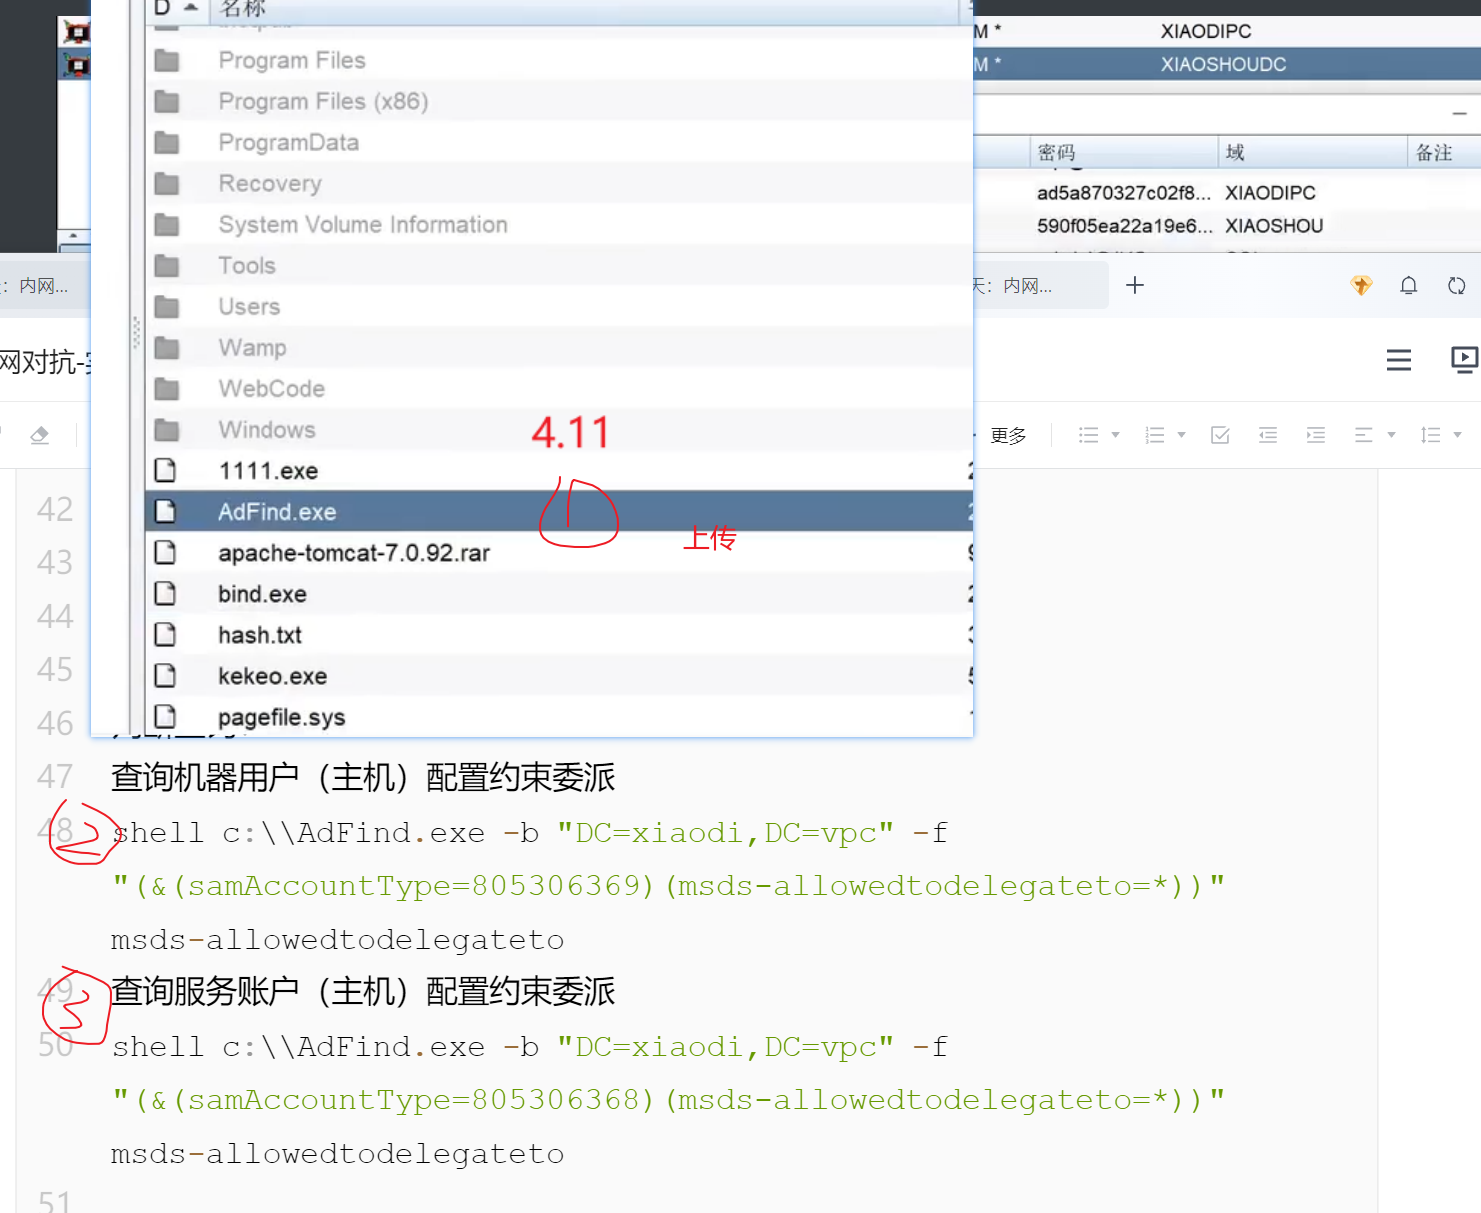 D 名称
M * XIAODIPC
M * XIAOSHOUDC
Program Files
Program Files (x86)
ProgramData
密码 域 备注
Recovery
ad5a870327c02f8... XIAODIPC
System Volume Information
590f05ea22a19e6... XIAOSHOU
Tools
: 内网...
天: 内网...
Users
Wamp
网对抗-
WebCode
Windows
4.11
更多
1111.exe
AdFind.exe
1
上传
apache-tomcat-7.0.92.rar
bind.exe
hash.txt
kekeo.exe
pagefile.sys
42
43
44
45
46
47 查询机器用户（主机）配置约束委派
2
48 shell c:\\AdFind.exe -b "DC=xiaodi,DC=vpc" -f
"(&(samAccountType=805306369)(msds-allowedtodelegateto=*))"
msds-allowedtodelegateto
49 查询服务账户（主机）配置约束委派
3
50 shell c:\\AdFind.exe -b "DC=xiaodi,DC=vpc" -f
"(&(samAccountType=805306368)(msds-allowedtodelegateto=*))"
msds-allowedtodelegateto
51